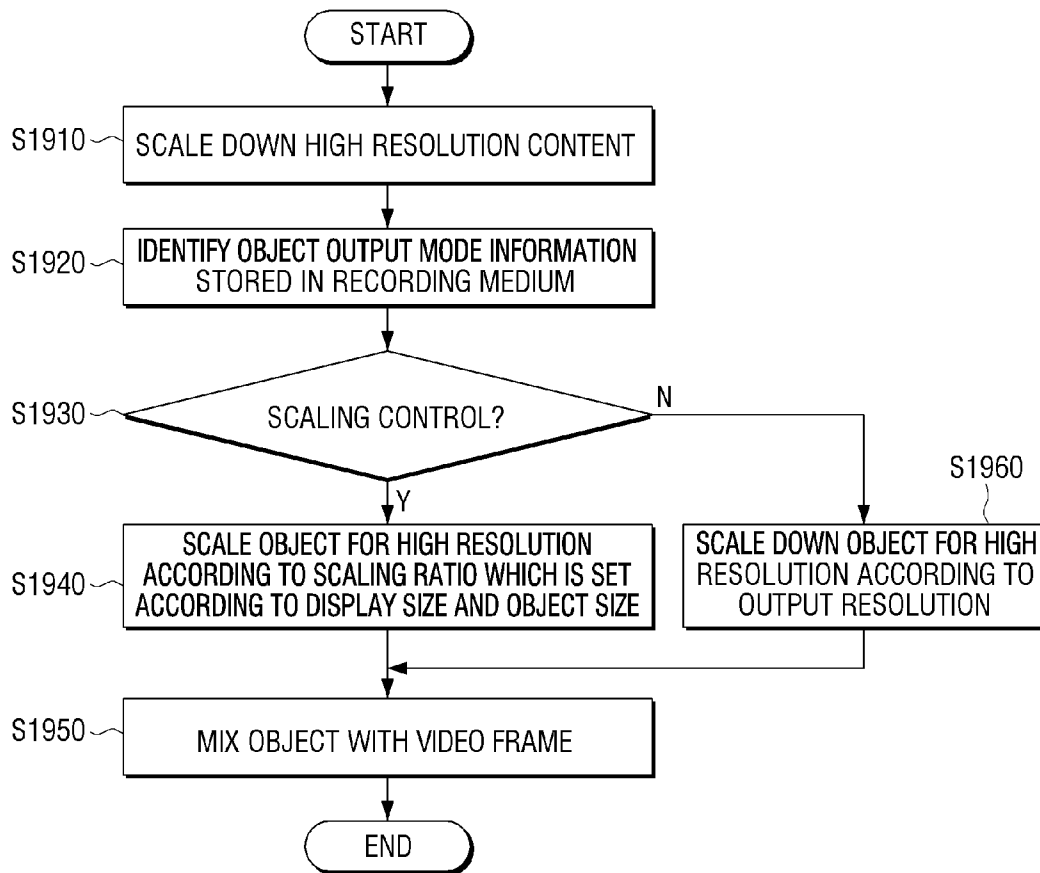 START
S1910
SCALE DOWN HIGH RESOLUTION CONTENT
S1920
IDENTIFY OBJECT OUTPUT MODE INFORMATION
STORED IN RECORDING MEDIUM
S1930
SCALING CONTROL?
N
Y
S1940
SCALE OBJECT FOR HIGH RESOLUTION
ACCORDING TO SCALING RATIO WHICH IS SET
ACCORDING TO DISPLAY SIZE AND OBJECT SIZE
S1960
SCALE DOWN OBJECT FOR HIGH
RESOLUTION ACCORDING TO
OUTPUT RESOLUTION
S1950
MIX OBJECT WITH VIDEO FRAME
END